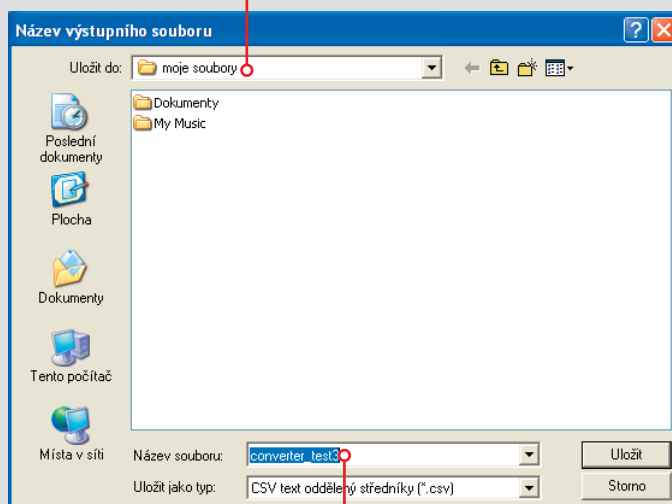 Název výstupního souboru
Uložit do:
moje soubory
Dokumenty
My Music
Poslední
dokumenty
Plocha
Dokumenty
Tento počítač
Místa v síti
Název souboru:
converter_test3
Uložit
Uložit jako typ:
CSV text oddělený středníky (*.csv)
Storno